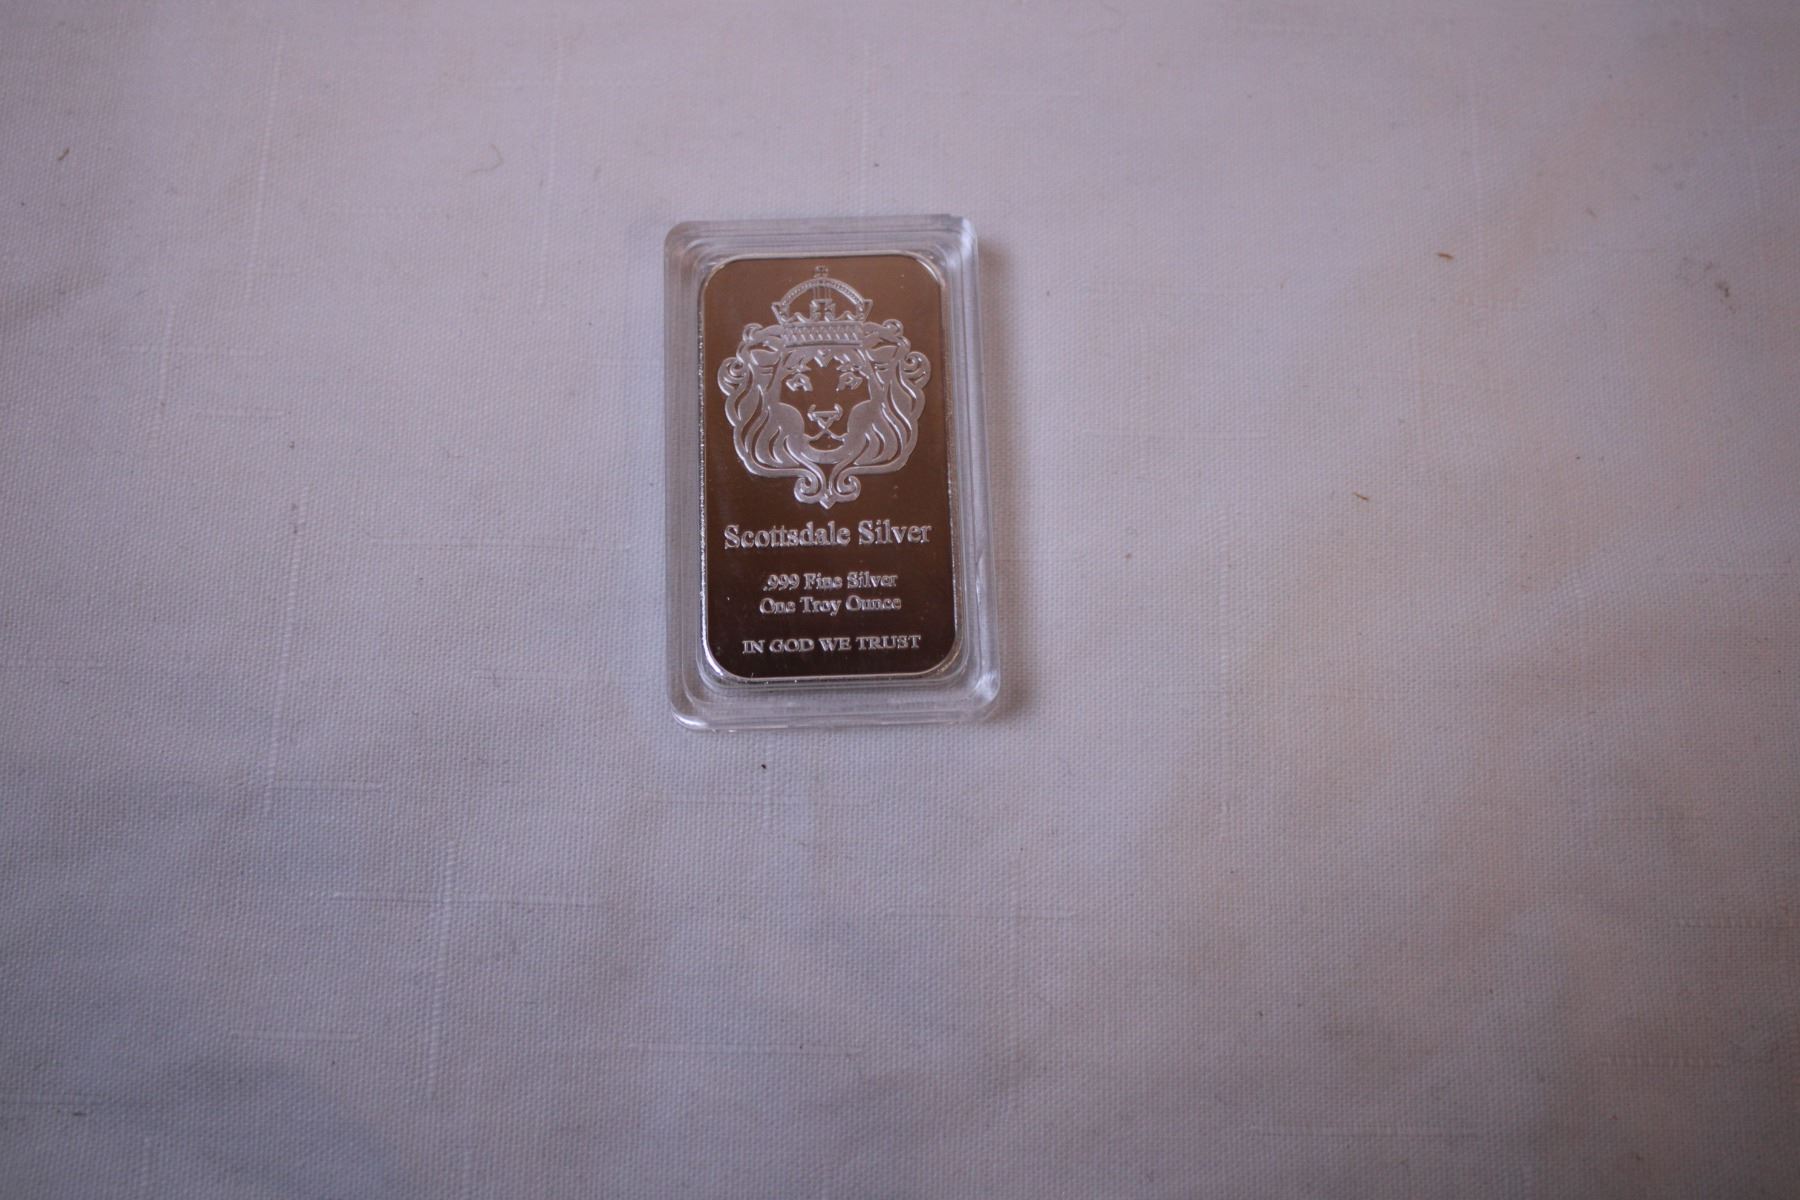 Scottsdale Silver
.999 Fine Silver
One Troy Ounce
IN GOD WE TRUST